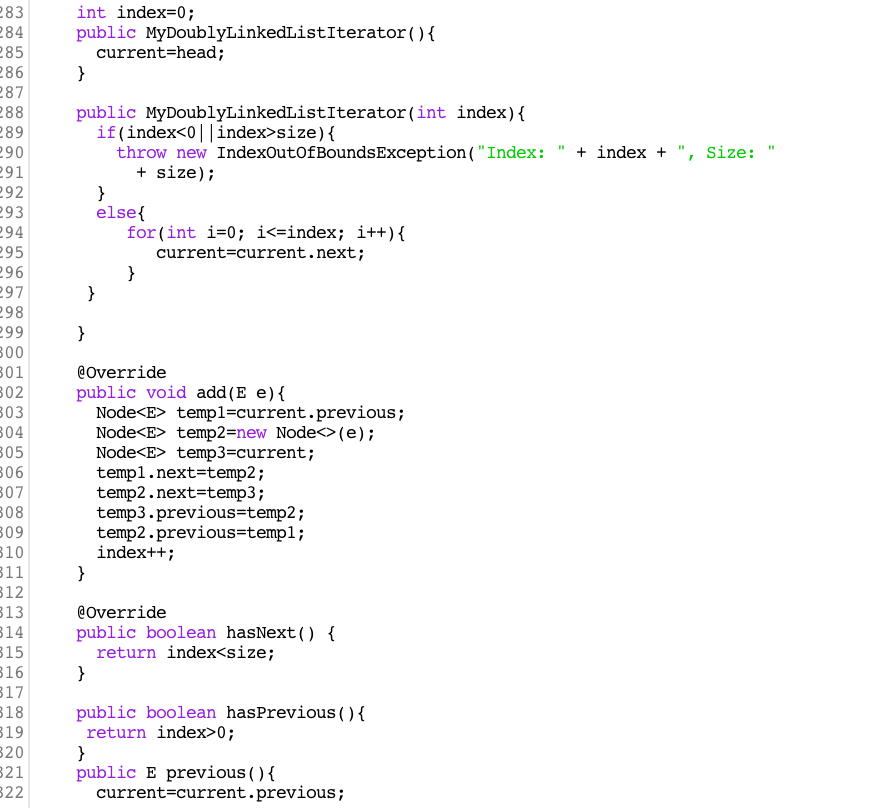 283 int index=0;
284 public MyDoublyLinkedListIterator(){
285 current=head;
286 }
287
288 public MyDoublyLinkedListIterator(int index){
289 if(index<0||index>size){
290 throw new IndexOutOfBoundsException("Index: " + index + ", Size: "
291 + size);
292 }
293 else{
294 for(int i=0; i<=index; i++){
295 current=current.next;
296 }
297 }
298
299 }
300
301 @Override
302 public void add(E e){
303 Node<E> temp1=current.previous;
304 Node<E> temp2=new Node<>(e);
305 Node<E> temp3=current;
306 temp1.next=temp2;
307 temp2.next=temp3;
308 temp3.previous=temp2;
309 temp2.previous=temp1;
310 index++;
311 }
312
313 @Override
314 public boolean hasNext() {
315 return index<size;
316 }
317
318 public boolean hasPrevious(){
319 return index>0;
320 }
321 public E previous(){
322 current=current.previous;